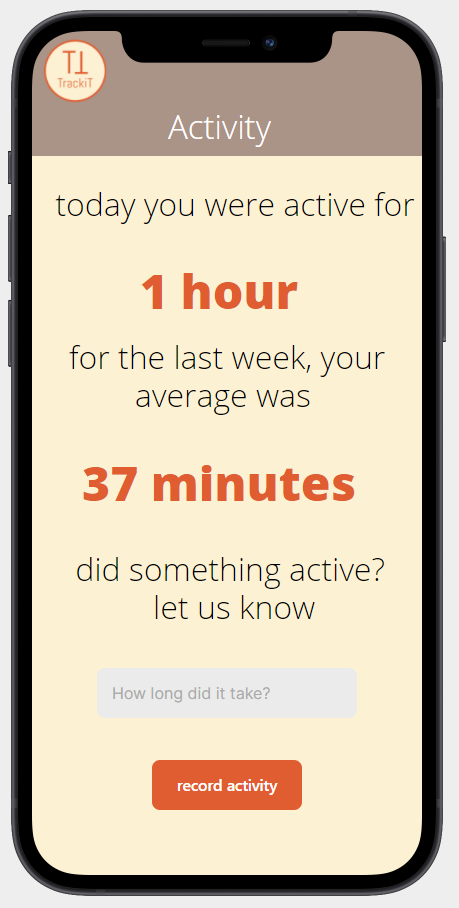 TT
TrackiT
Activity
today you were active for
1 hour
for the last week, your
average was
37 minutes
did something active?
let us know
How long did it take?
record activity